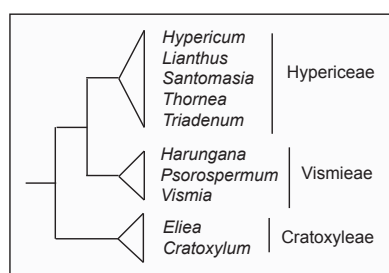 Hypericum
Lianthus
Santomasia
Thornea
Triadenum
Hypericeae
Harungana
Psorospermum
Vismia
Vismieae
Eliea
Cratoxylum
Cratoxyleae